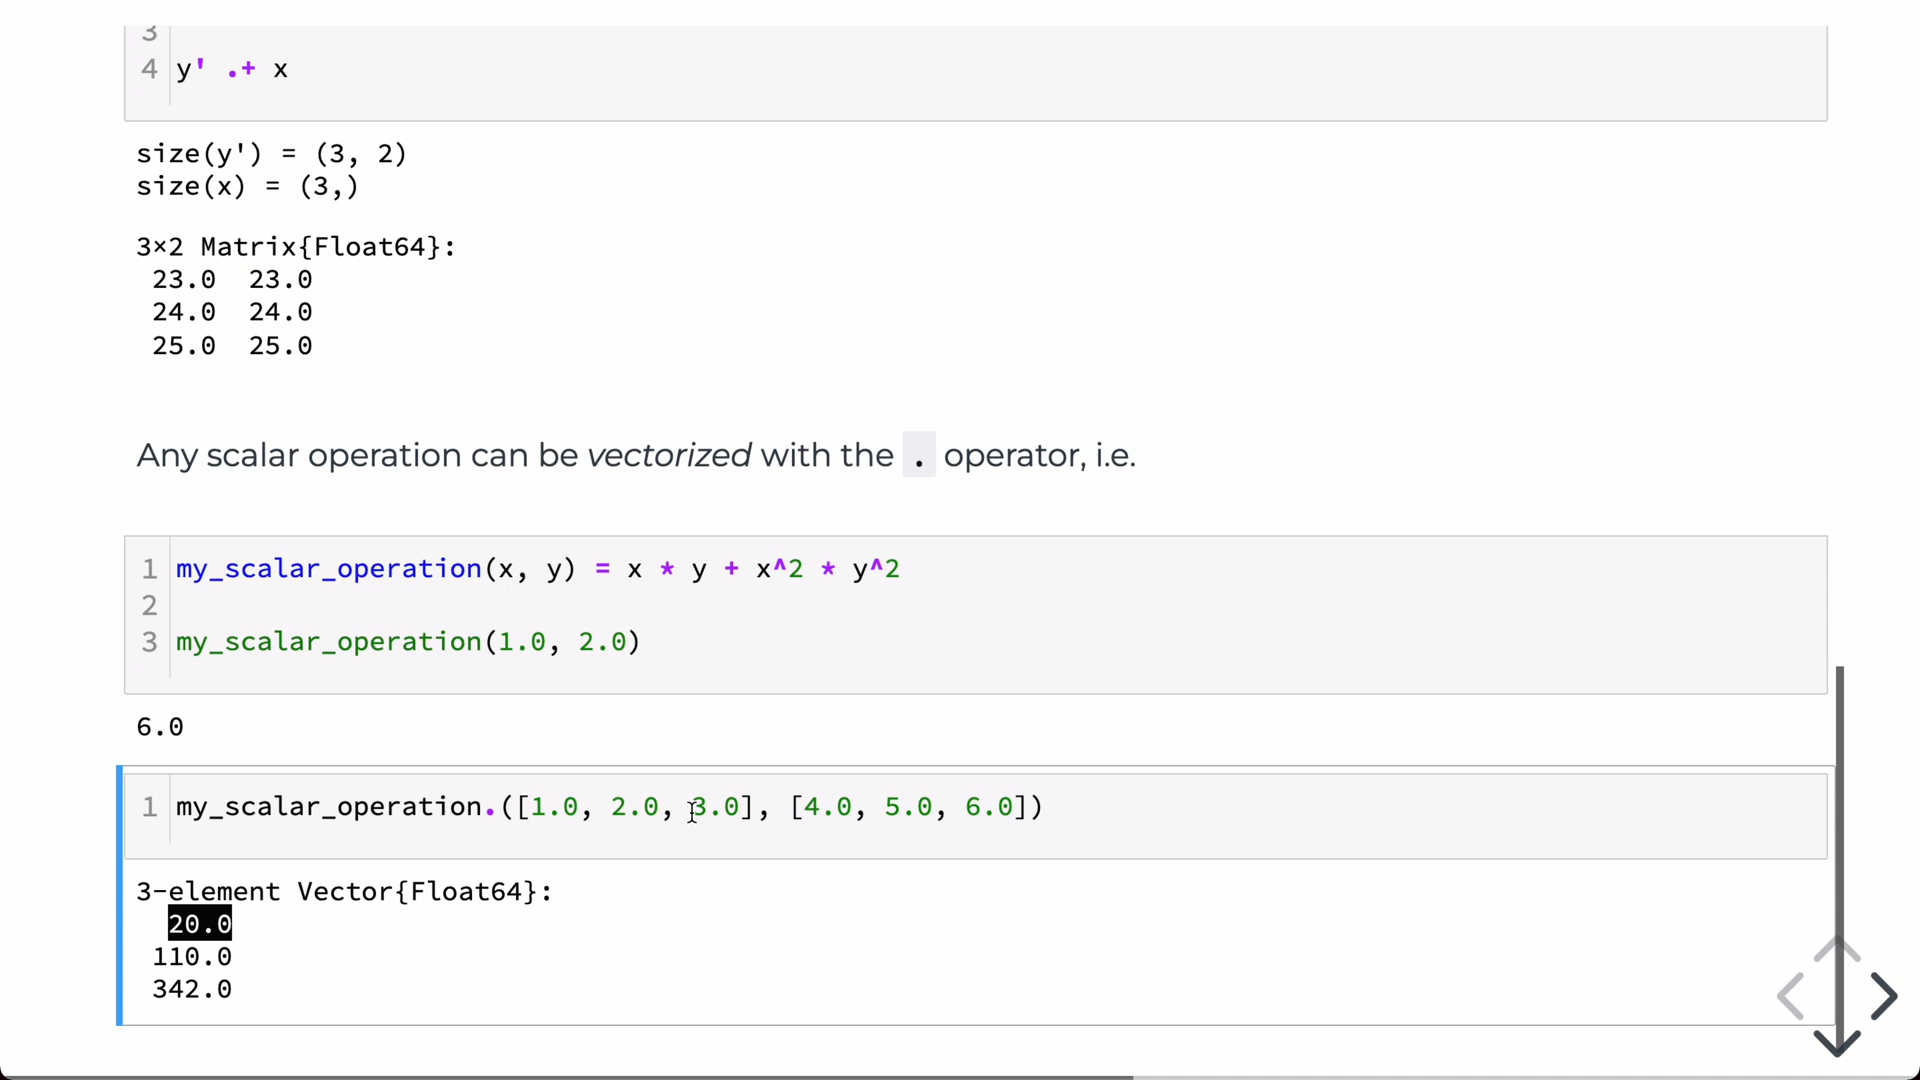 3
4 y' .+ x
size(y') = (3, 2)
size(x) = (3,)
3×2 Matrix{Float64}:
23.0 23.0
24.0 24.0
25.0 25.0
Any scalar operation can be vectorized with the . operator, i.e.
1 my_scalar_operation(x, y) = x * y + x^2 * y^2
2
3 my_scalar_operation(1.0, 2.0)
6.0
1 my_scalar_operation.([1.0, 2.0, 3.0], [4.0, 5.0, 6.0])
3-element Vector{Float64}:
20.0
110.0
342.0